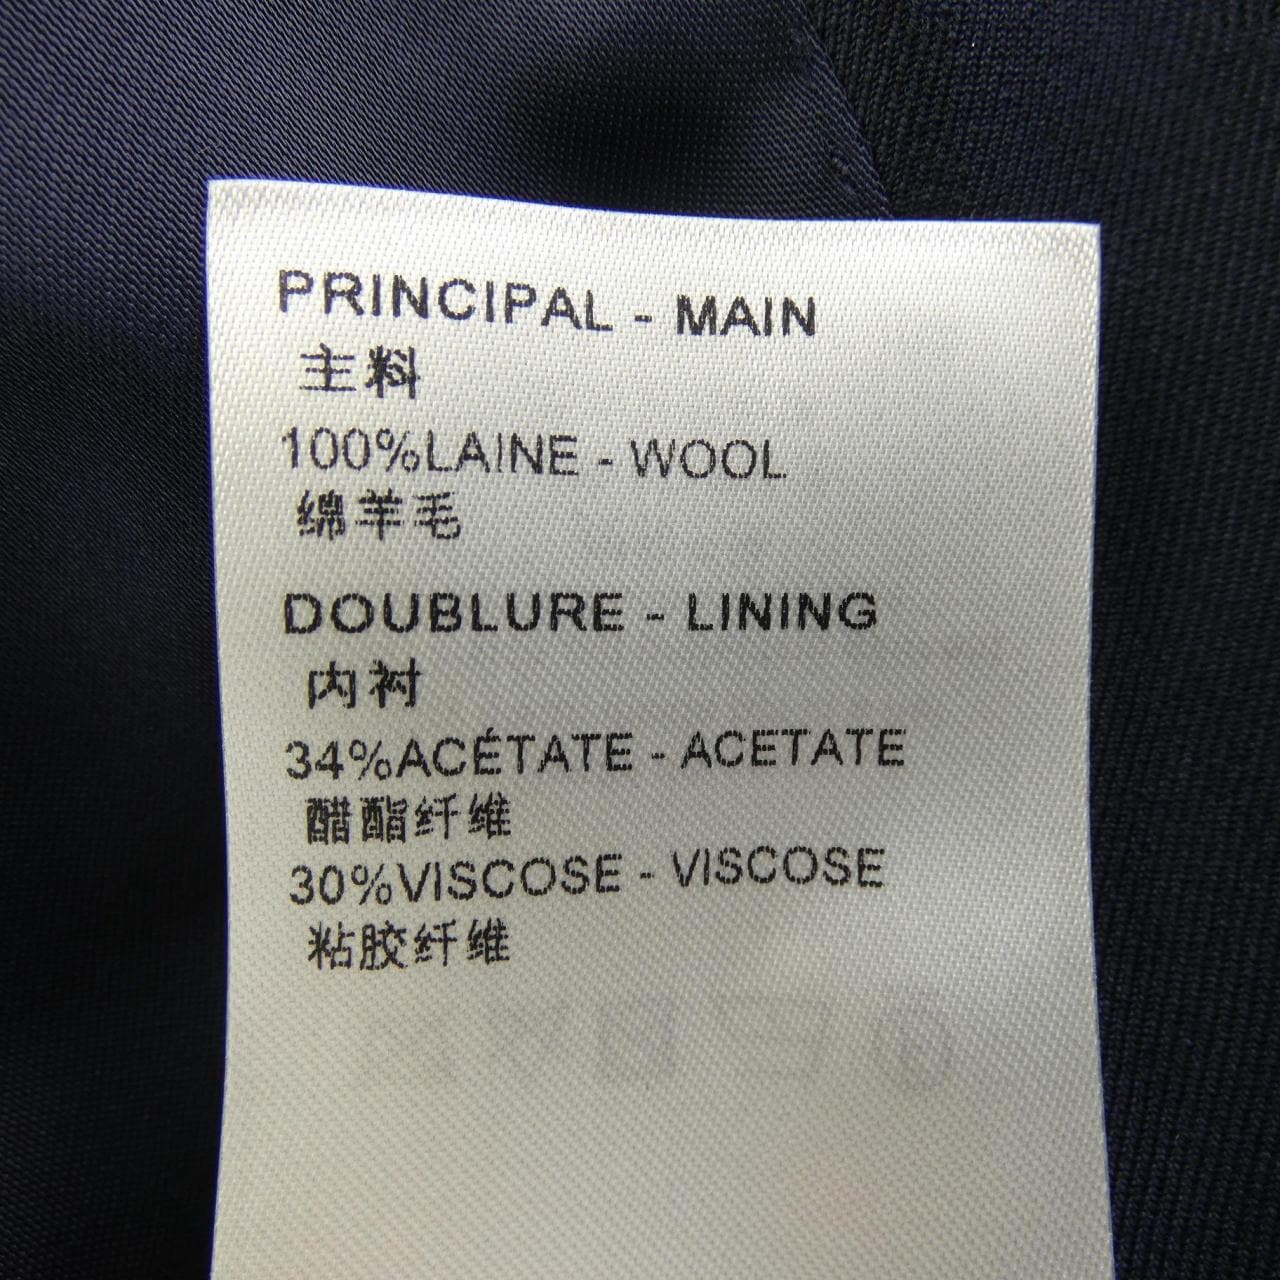 PRINCIPAL - MAIN
主料
100%LAINE - WOOL
绵羊毛
DOUBLURE - LINING
内衬
34%ACÉTATE - ACETATE
醋酯纤维
30%VISCOSE - VISCOSE
粘胶纤维